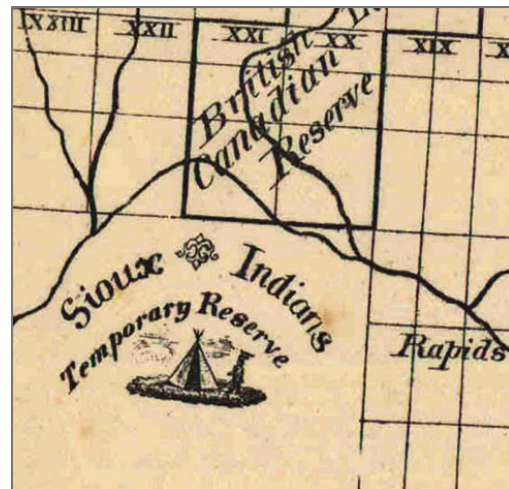 XXIII XXII XXI XX XIX
British
Canadian
Reserve
Sioux Indians
Temporary Reserve
Rapids